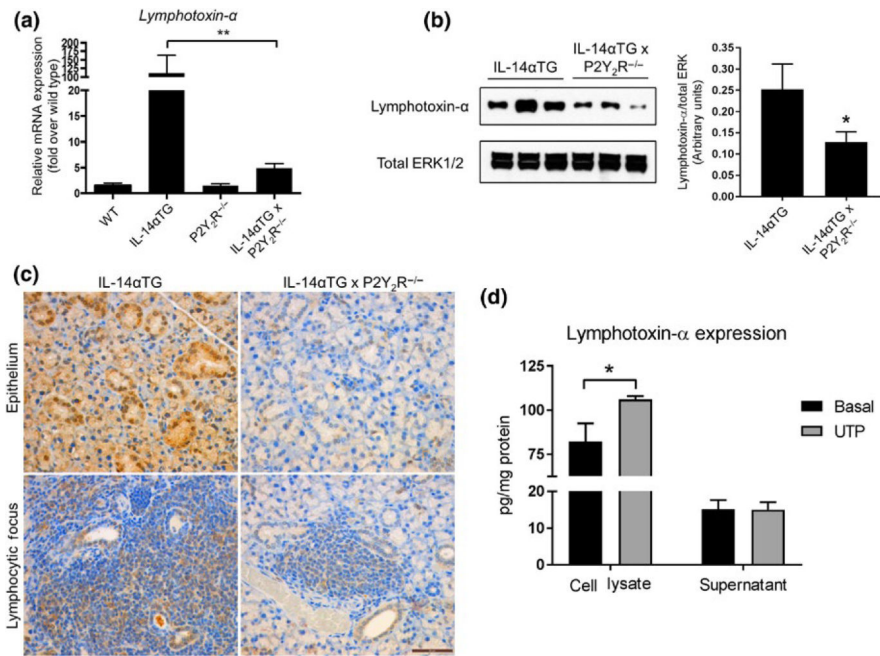 (a)
Lymphotoxin-α
**
Relative mRNA expression
(fold over wild type)
200
175
150
125
100
20
15
10
5
0
WT
IL-14αTG
P2Y₂R⁻/⁻
IL-14αTG x
P2Y₂R⁻/⁻
(b)
IL-14αTG
IL-14αTG x
P2Y₂R⁻/⁻
Lymphotoxin-α
Total ERK1/2
Lymphotoxin-α/total ERK
(Arbitrary units)
0.35
0.30
0.25
0.20
0.15
0.10
0.05
0.00
*
IL-14αTG
IL-14αTG x
P2Y₂R⁻/⁻
(c)
IL-14αTG
IL-14αTG x P2Y₂R⁻/⁻
Epithelium
Lymphocytic focus
(d)
Lymphotoxin-α expression
pg/mg protein
125
100
75
20
10
0
*
Basal
UTP
Cell lysate
Supernatant